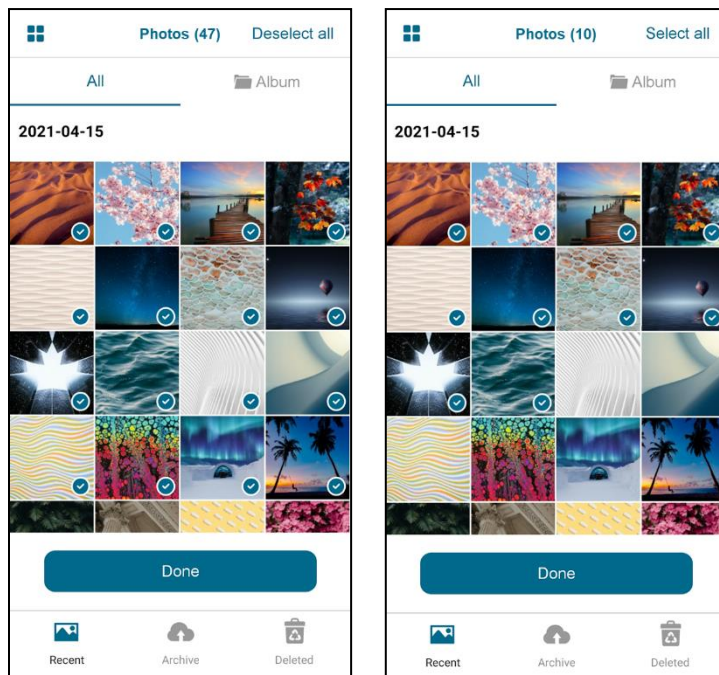 Photos (47)
Deselect all
All
Album
2021-04-15
Done
Recent
Archive
Deleted
Photos (10)
Select all
All
Album
2021-04-15
Done
Recent
Archive
Deleted